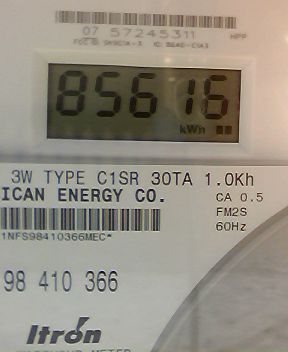 07 57245311 HPP
85616
kWh
3W TYPE C1SR 30TA 1.0Kh
ICAN ENERGY CO. CA 0.5
FM2S
60Hz
1NFS98410366MEC*
98 410 366
Itron